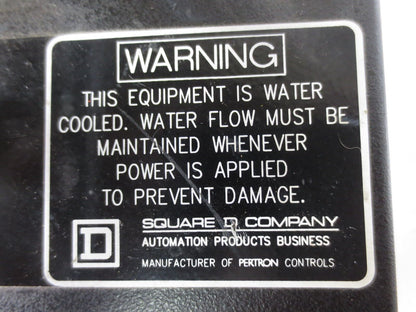 WARNING
THIS EQUIPMENT IS WATER
COOLED. WATER FLOW MUST BE
MAINTAINED WHENEVER
POWER IS APPLIED
TO PREVENT DAMAGE.
D SQUARE D COMPANY
AUTOMATION PRODUCTS BUSINESS
MANUFACTURER OF PERTRON CONTROLS